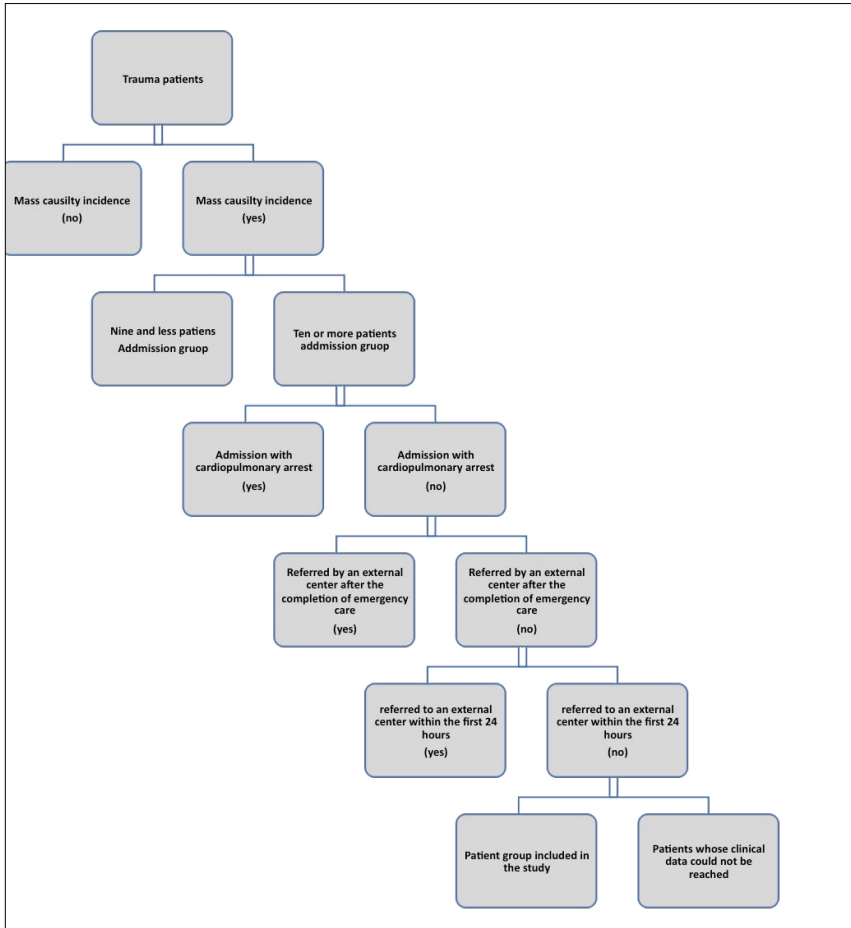 Trauma patients
Mass causilty incidence
(no)
Mass causilty incidence
(yes)
Nine and less patiens
Addmission gruop
Ten or more patients
addmission gruop
Admission with
cardiopulmonary arrest
(yes)
Admission with
cardiopulmonary arrest
(no)
Referred by an external
center after the
completion of emergency
care
(yes)
Referred by an external
center after the
completion of emergency
care
(no)
referred to an external
center within the first 24
hours
(yes)
referred to an external
center within the first 24
hours
(no)
Patient group included in
the study
Patients whose clinical
data could not be
reached